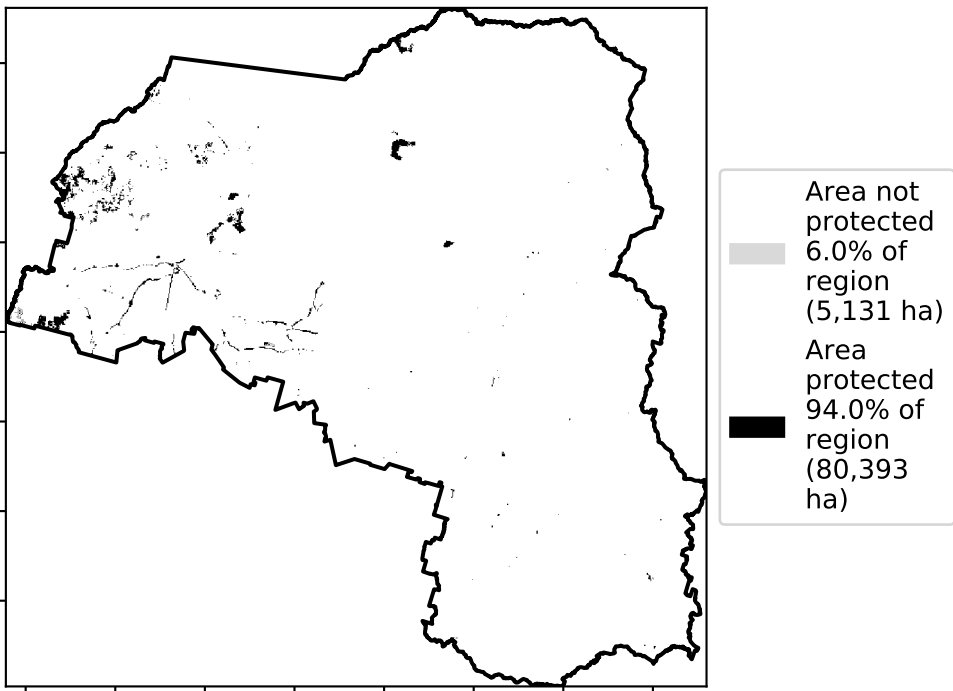 Area not
protected
6.0% of
region
(5,131 ha)
Area
protected
94.0% of
region
(80,393
ha)